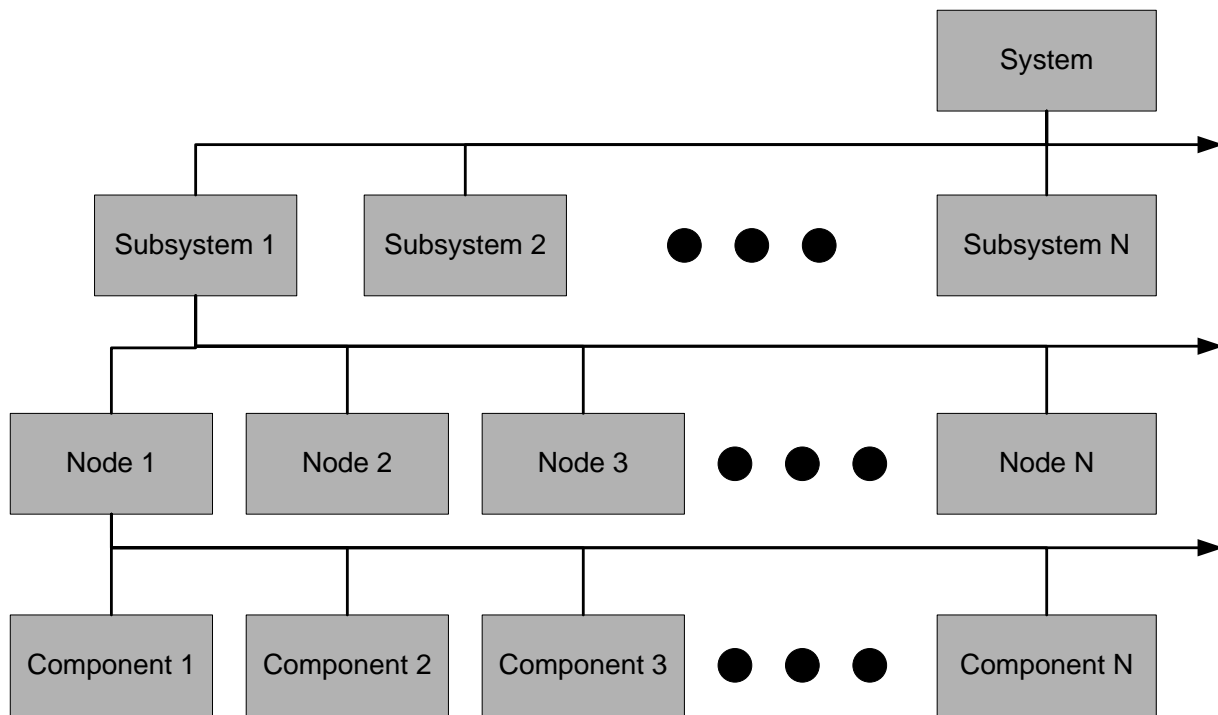 System
Subsystem 1
Subsystem 2
Subsystem N
Node 1
Node 2
Node 3
Node N
Component 1
Component 2
Component 3
Component N